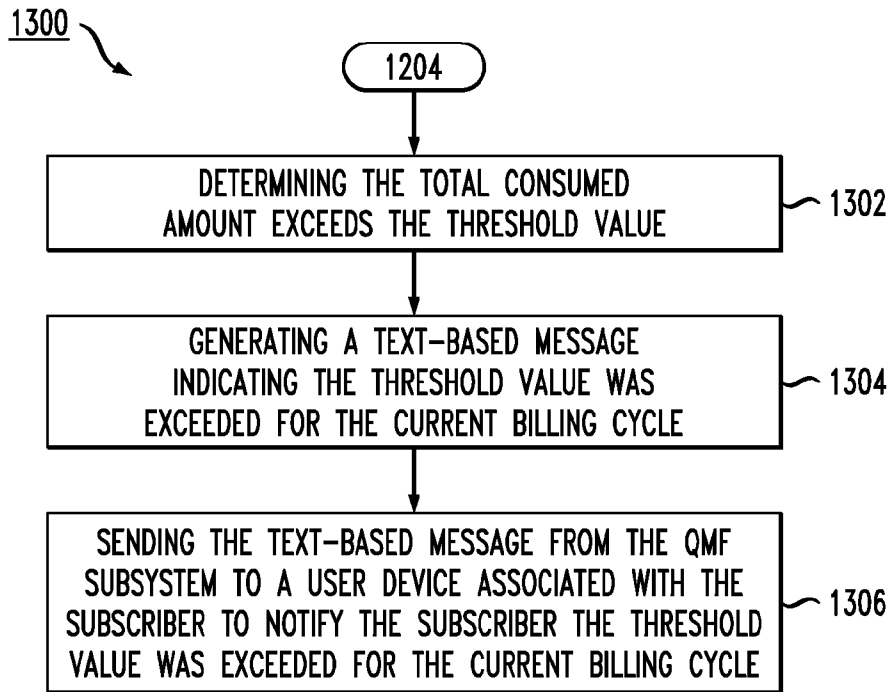 1300
1204
DETERMINING THE TOTAL CONSUMED
AMOUNT EXCEEDS THE THRESHOLD VALUE
1302
GENERATING A TEXT-BASED MESSAGE
INDICATING THE THRESHOLD VALUE WAS
EXCEEDED FOR THE CURRENT BILLING CYCLE
1304
SENDING THE TEXT-BASED MESSAGE FROM THE QMF
SUBSYSTEM TO A USER DEVICE ASSOCIATED WITH THE
SUBSCRIBER TO NOTIFY THE SUBSCRIBER THE THRESHOLD
VALUE WAS EXCEEDED FOR THE CURRENT BILLING CYCLE
1306